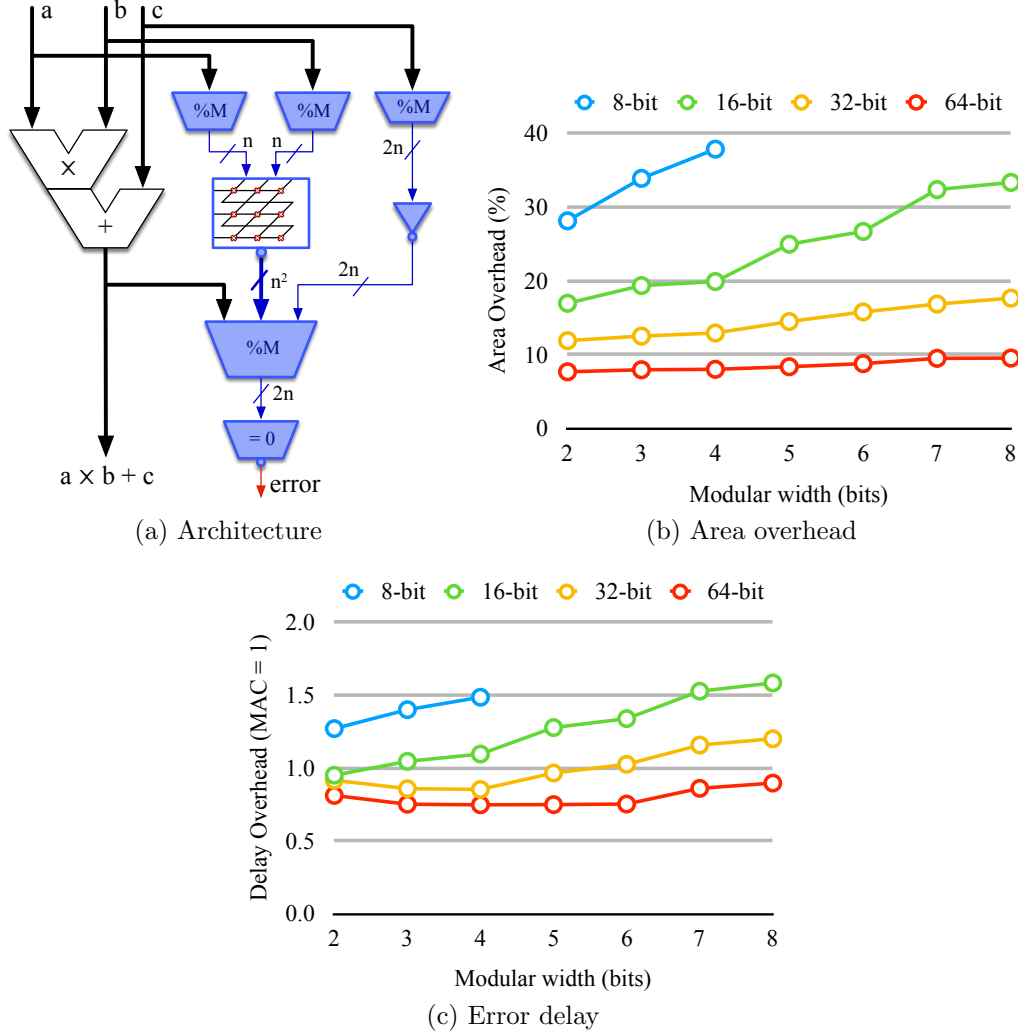 a b c
%M %M %M
n n 2n
×
+
2n
n²
%M
2n
= 0
a × b + c
error
(a) Architecture
8-bit 16-bit 32-bit 64-bit
Area Overhead (%)
40
30
20
10
0
2 3 4 5 6 7 8
Modular width (bits)
(b) Area overhead
8-bit 16-bit 32-bit 64-bit
Delay Overhead (MAC = 1)
2.0
1.5
1.0
0.5
0.0
2 3 4 5 6 7 8
Modular width (bits)
(c) Error delay